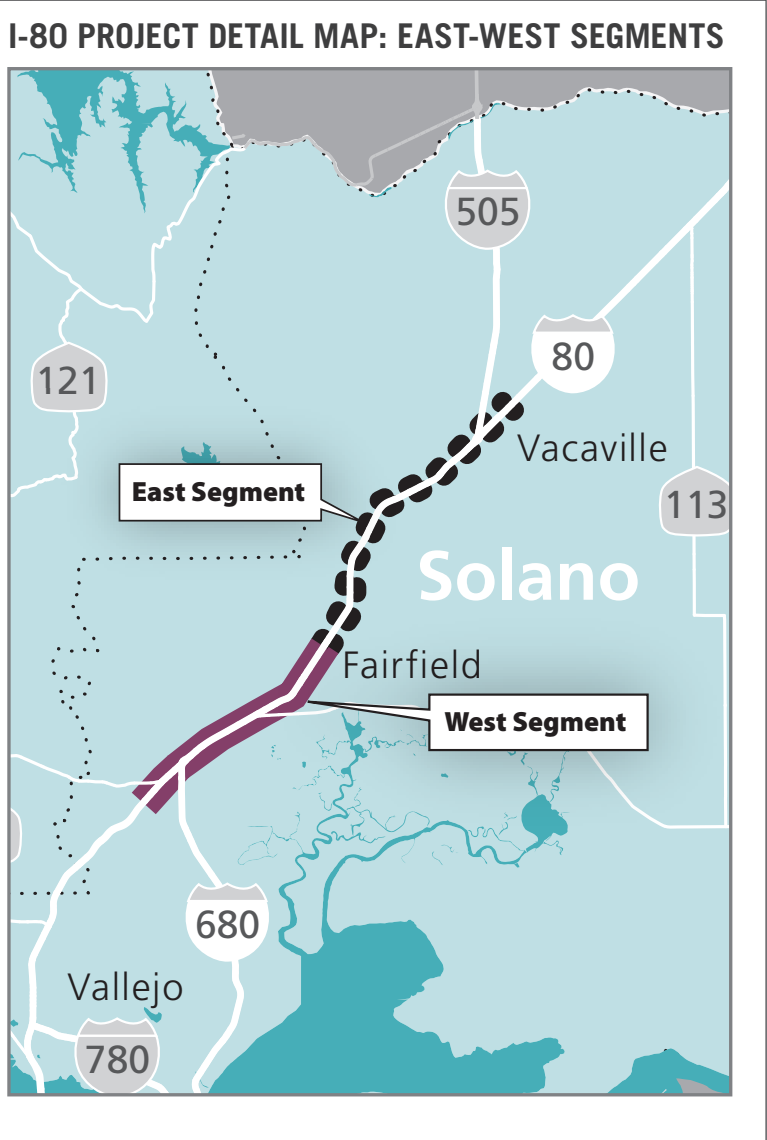 I-80 PROJECT DETAIL MAP: EAST-WEST SEGMENTS
505
80
121
Vacaville
East Segment
113
Solano
Fairfield
West Segment
680
Vallejo
780